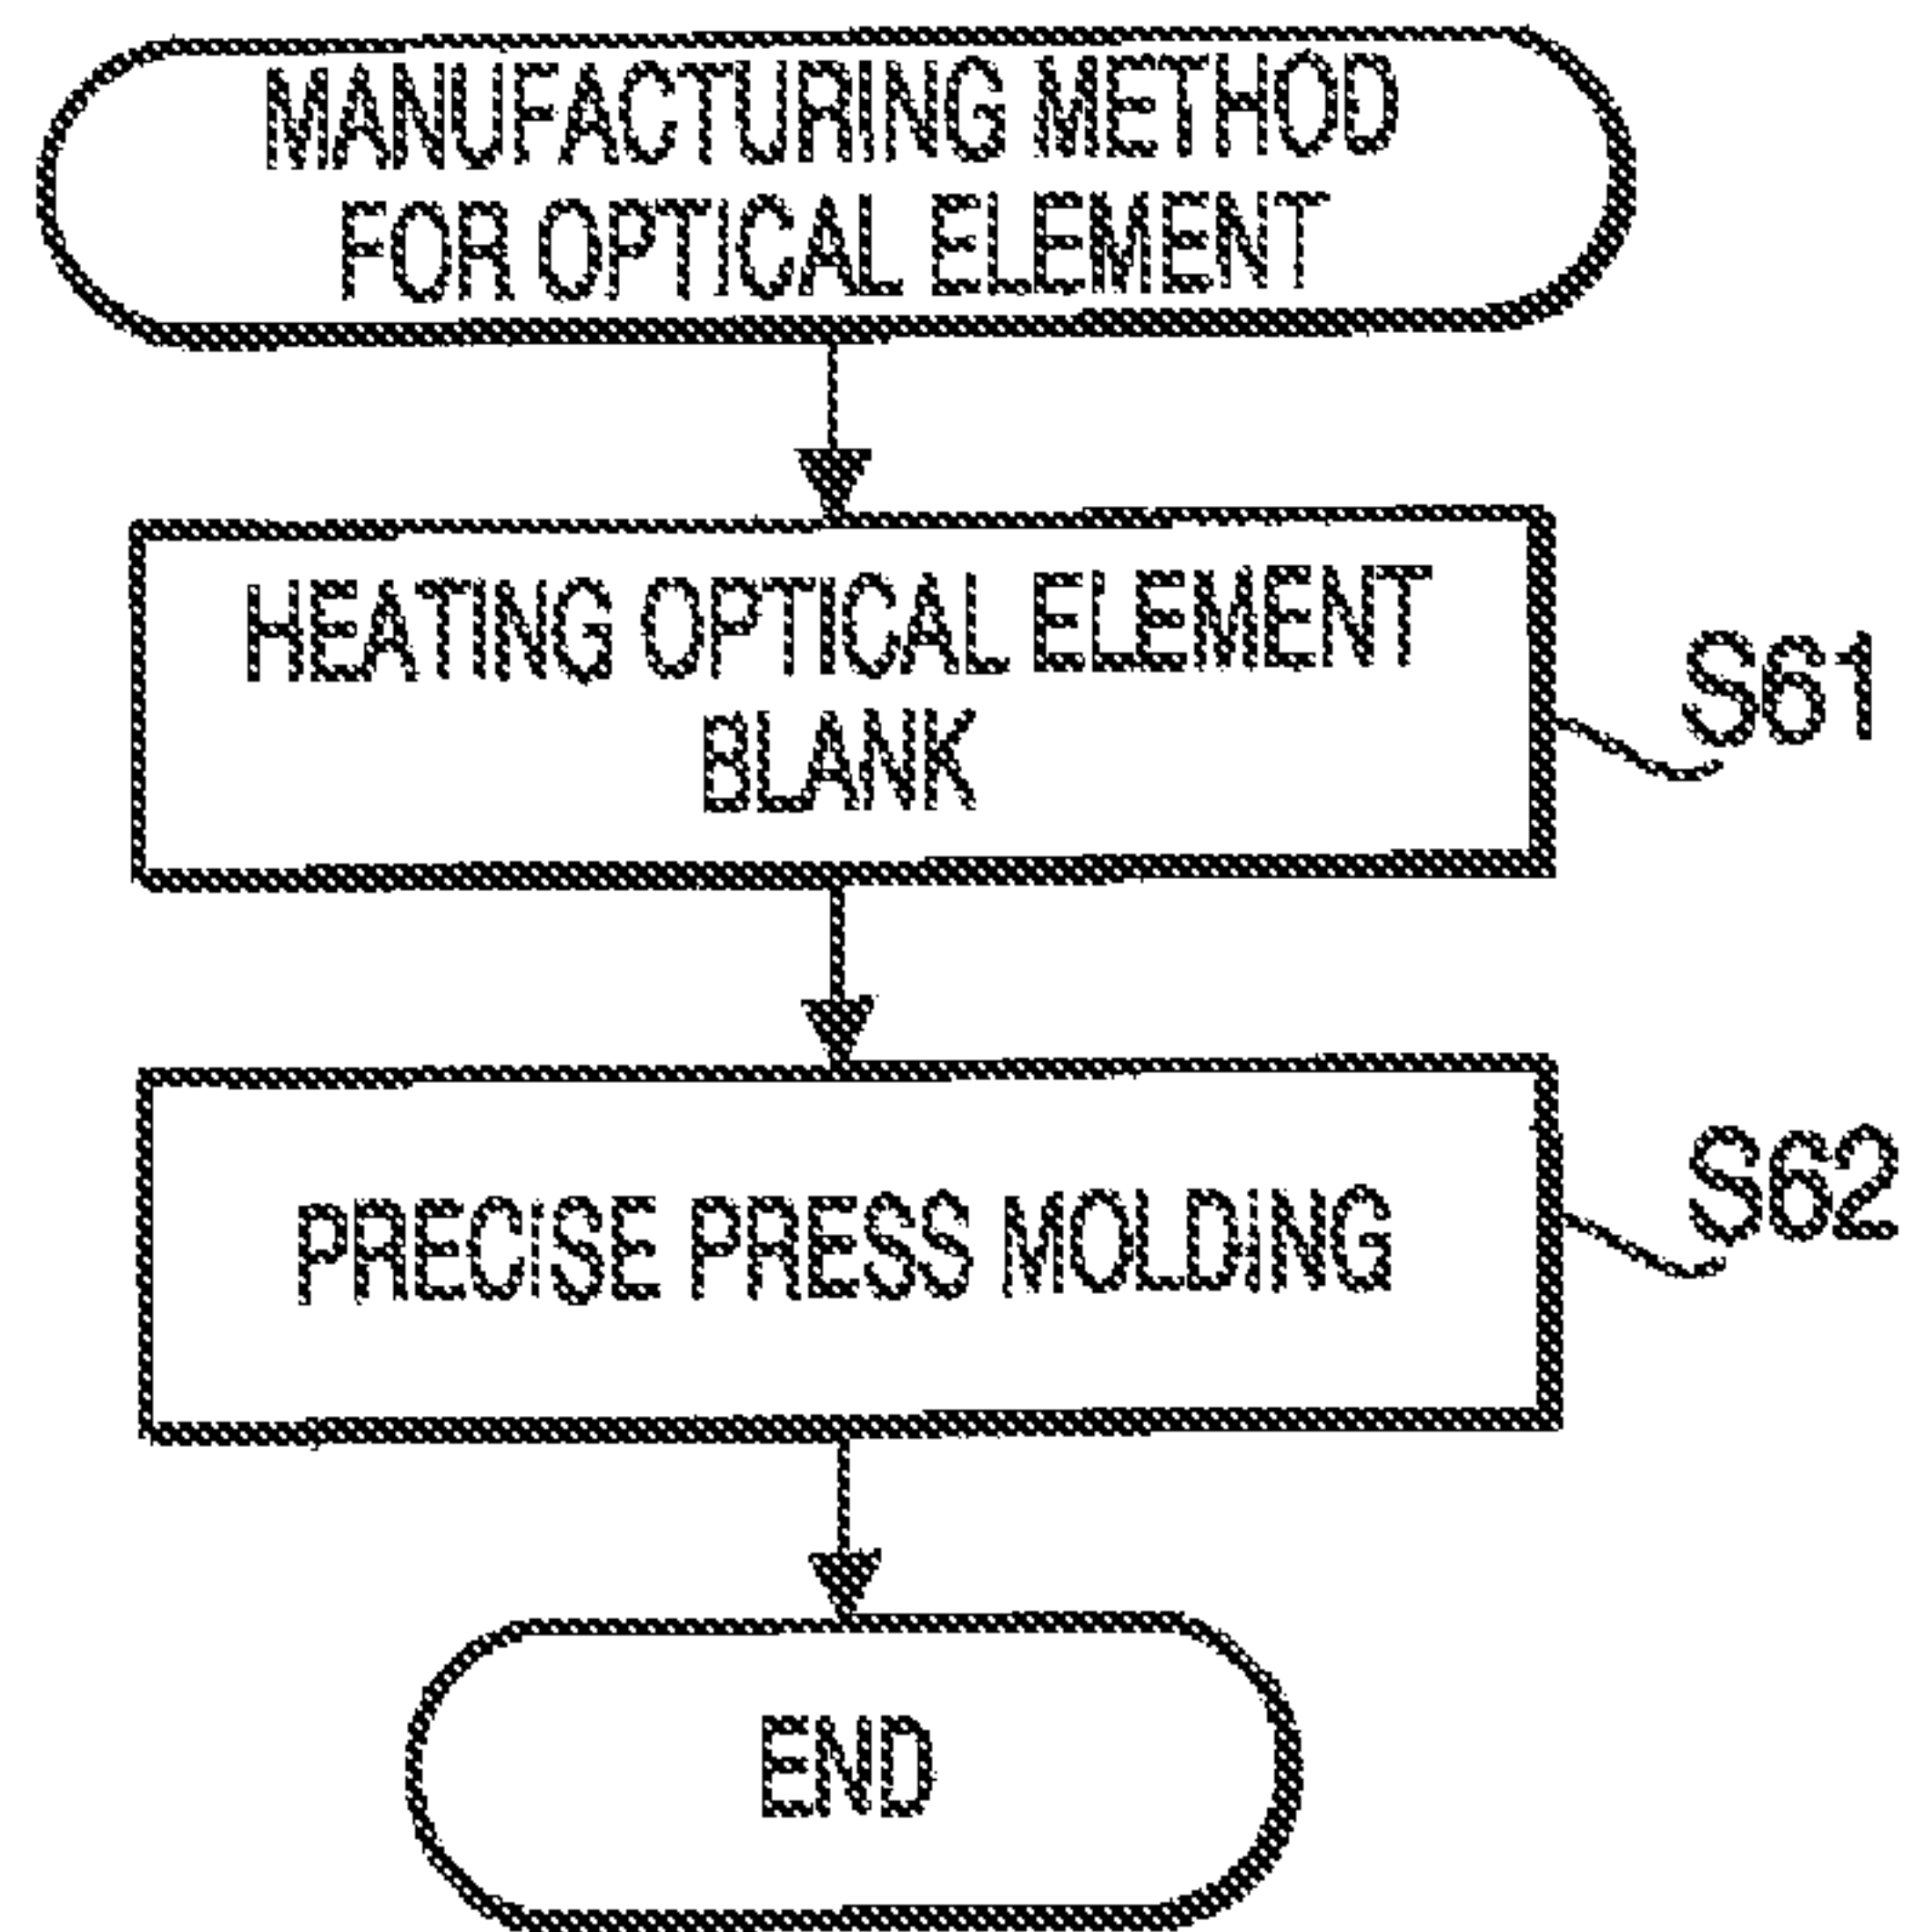 MANUFACTURING METHOD
FOR OPTICAL ELEMENT
HEATING OPTICAL ELEMENT
BLANK
S61
PRECISE PRESS MOLDING
S62
END